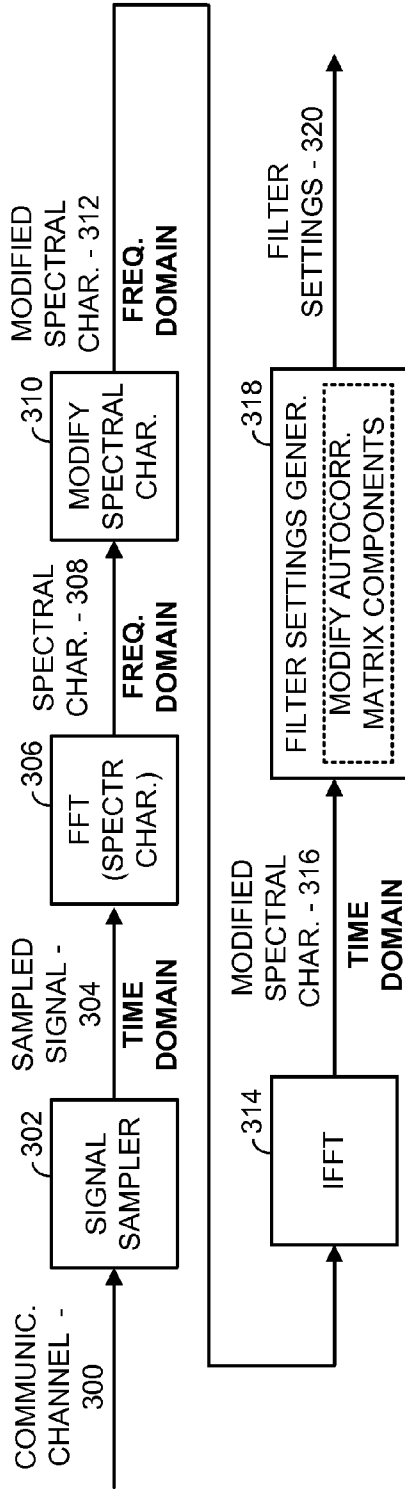 COMMUNIC.
CHANNEL -
300
302
SIGNAL
SAMPLER
SAMPLED
SIGNAL -
304
TIME
DOMAIN
306
FFT
(SPECTR
CHAR.)
SPECTRAL
CHAR. - 308
FREQ.
DOMAIN
310
MODIFY
SPECTRAL
CHAR.
MODIFIED
SPECTRAL
CHAR. - 312
FREQ.
DOMAIN
314
IFFT
MODIFIED
SPECTRAL
CHAR. - 316
TIME
DOMAIN
318
FILTER SETTINGS GENER.
MODIFY AUTOCORR.
MATRIX COMPONENTS
FILTER
SETTINGS - 320